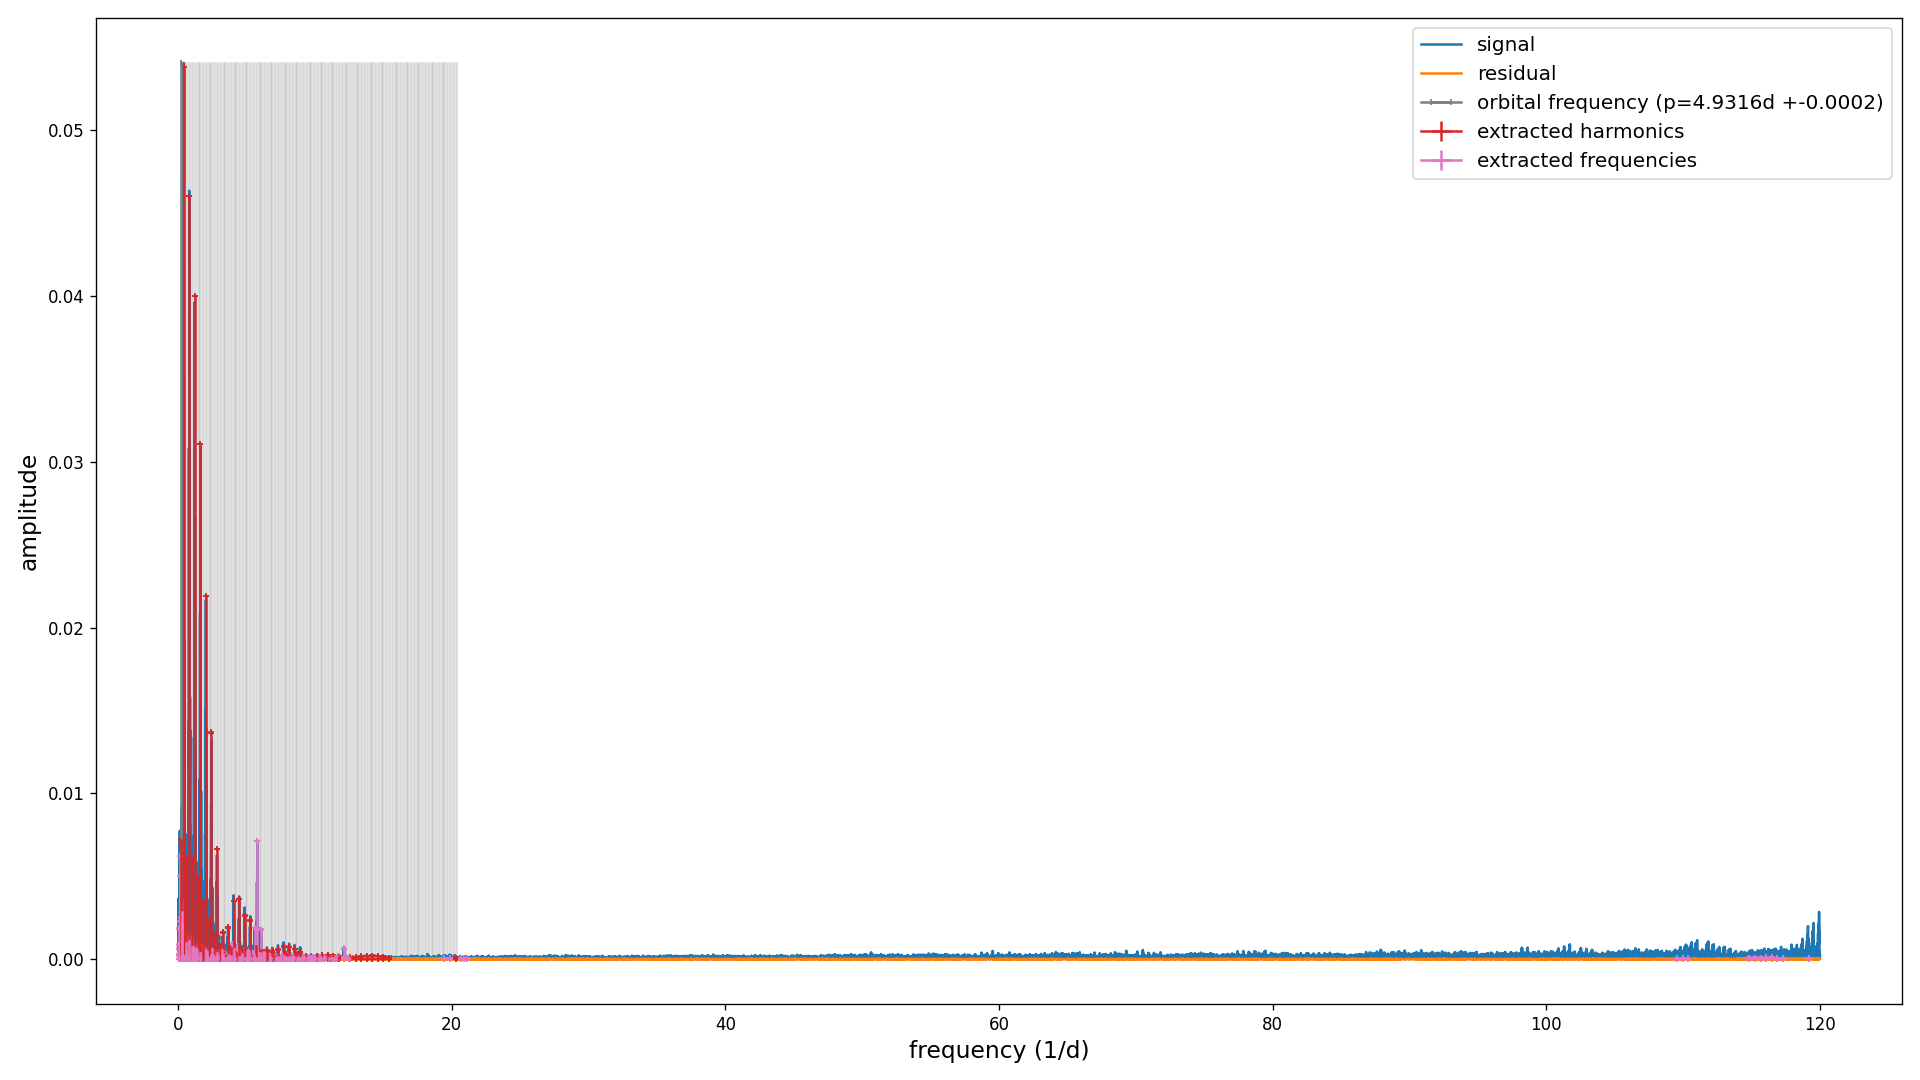 signal
residual
orbital frequency (p=4.9316d +-0.0002)
extracted harmonics
extracted frequencies
amplitude
0.05
0.04
0.03
0.02
0.01
0.00
0 20 40 60 80 100 120
frequency (1/d)